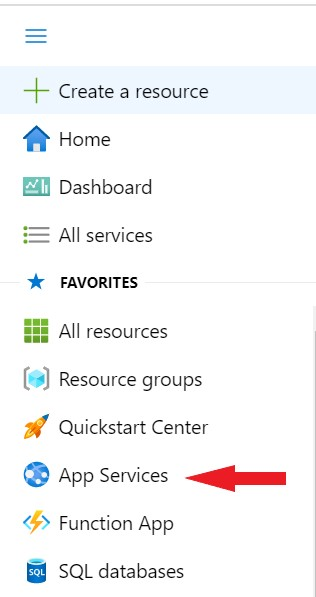 Create a resource
Home
Dashboard
All services
FAVORITES
All resources
Resource groups
Quickstart Center
App Services
Function App
SQL databases
SQL